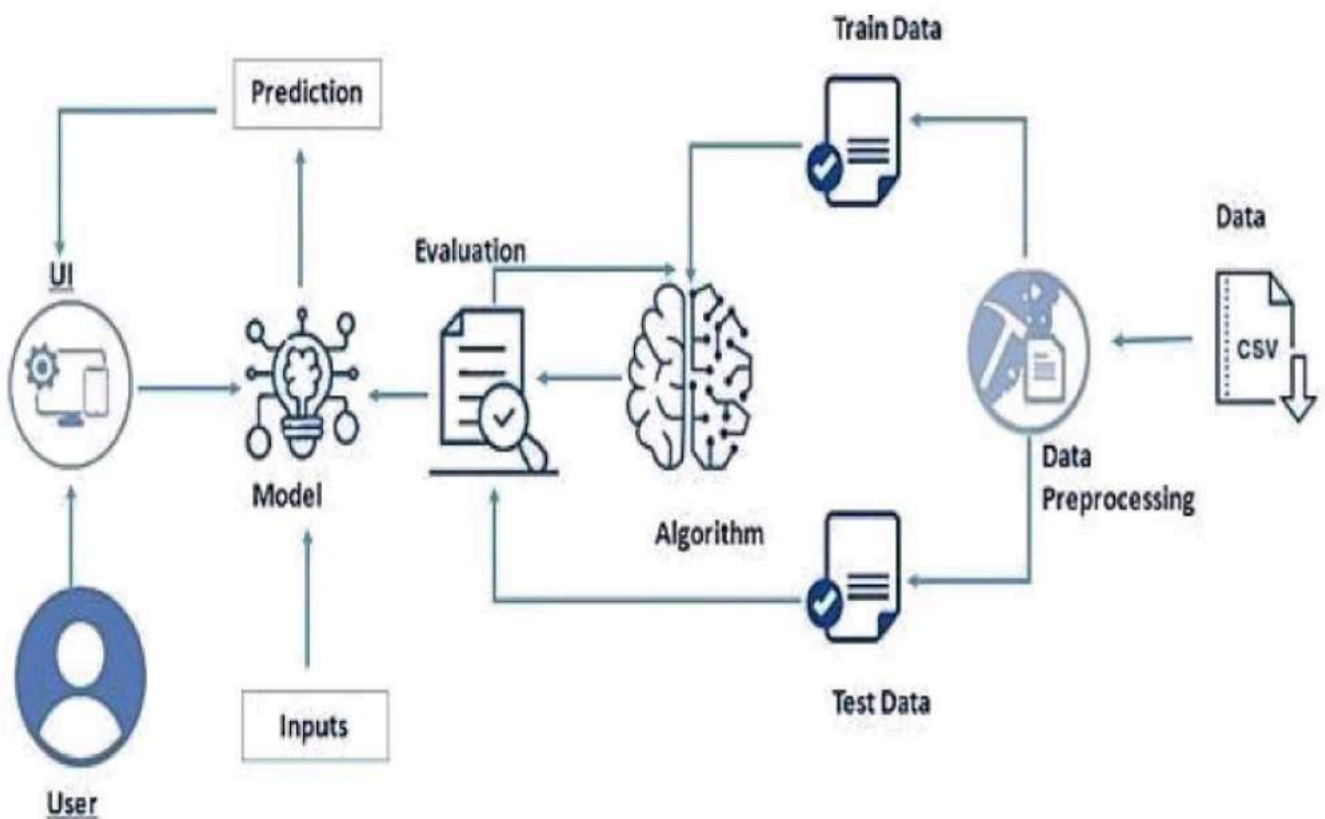 Train Data
Prediction
Data
Evaluation
UI
CSV
Data
Preprocessing
Model
Algorithm
Test Data
Inputs
User